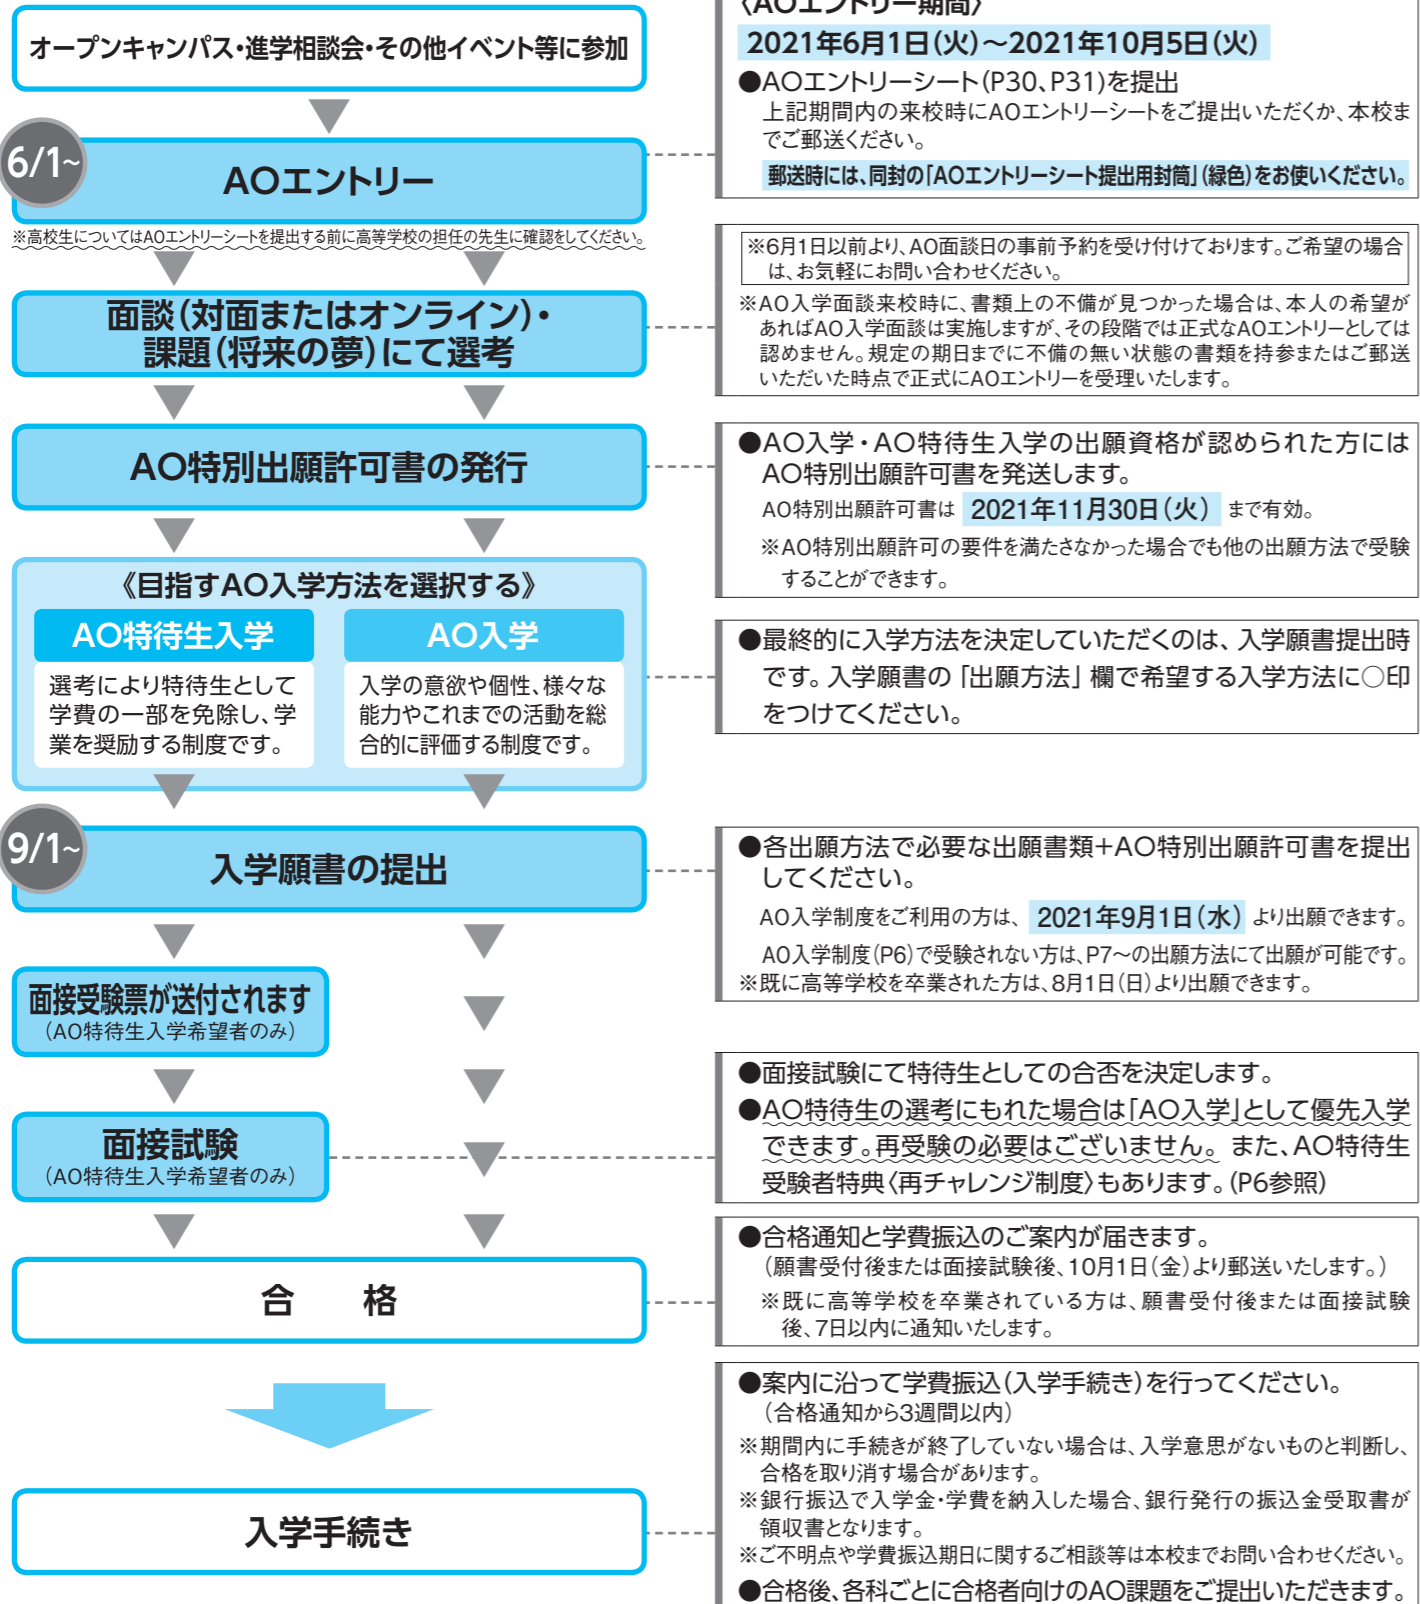 オープンキャンパス・進学相談会・その他イベント等に参加
〈AOエントリー期間〉
2021年6月1日(火)～2021年10月5日(火)
●AOエントリーシート(P30、P31)を提出
上記期間内の来校時にAOエントリーシートをご提出いただくか、本校ま
でご郵送ください。
郵送時には、同封の「AOエントリーシート提出用封筒」(緑色)をお使いください。
6/1~
AOエントリー
※高校生についてはAOエントリーシートを提出する前に高等学校の担任の先生に確認をしてください。
※6月1日以前より、AO面談日の事前予約を受け付けております。ご希望の場合
は、お気軽にお問い合わせください。
※AO入学面談来校時に、書類上の不備が見つかった場合は、本人の希望が
あればAO入学面談は実施しますが、その段階では正式なAOエントリーとしては
認めません。規定の期日までに不備の無い状態の書類を持参またはご郵送
いただいた時点で正式にAOエントリーを受理いたします。
面談(対面またはオンライン)・
課題(将来の夢)にて選考
AO特別出願許可書の発行
●AO入学・AO特待生入学の出願資格が認められた方には
AO特別出願許可書を発送します。
AO特別出願許可書は 2021年11月30日(火) まで有効。
※AO特別出願許可の要件を満たさなかった場合でも他の出願方法で受験
することができます。
《目指すAO入学方法を選択する》
AO特待生入学
選考により特待生として
学費の一部を免除し、学
業を奨励する制度です。
AO入学
入学の意欲や個性、様々な
能力やこれまでの活動を総
合的に評価する制度です。
●最終的に入学方法を決定していただくのは、入学願書提出時
です。入学願書の「出願方法」欄で希望する入学方法に○印
をつけてください。
9/1~
入学願書の提出
●各出願方法で必要な出願書類+AO特別出願許可書を提出
してください。
AO入学制度をご利用の方は、 2021年9月1日(水) より出願できます。
AO入学制度(P6)で受験されない方は、P7～の出願方法にて出願が可能です。
※既に高等学校を卒業された方は、8月1日(日)より出願できます。
面接受験票が送付されます
(AO特待生入学希望者のみ)
面接試験
(AO特待生入学希望者のみ)
●面接試験にて特待生としての合否を決定します。
●AO特待生の選考にもれた場合は「AO入学」として優先入学
できます。再受験の必要はございません。また、AO特待生
受験者特典〈再チャレンジ制度〉もあります。(P6参照)
合　格
●合格通知と学費振込のご案内が届きます。
(願書受付後または面接試験後、10月1日(金)より郵送いたします。)
※既に高等学校を卒業されている方は、願書受付後または面接試験
後、7日以内に通知いたします。
入学手続き
●案内に沿って学費振込(入学手続き)を行ってください。
(合格通知から3週間以内)
※期間内に手続きが終了していない場合は、入学意思がないものと判断し、
合格を取り消す場合があります。
※銀行振込で入学金・学費を納入した場合、銀行発行の振込金受取書が
領収書となります。
※ご不明点や学費振込期日に関するご相談等は本校までお問い合わせください。
●合格後、各科ごとに合格者向けのAO課題をご提出いただきます。